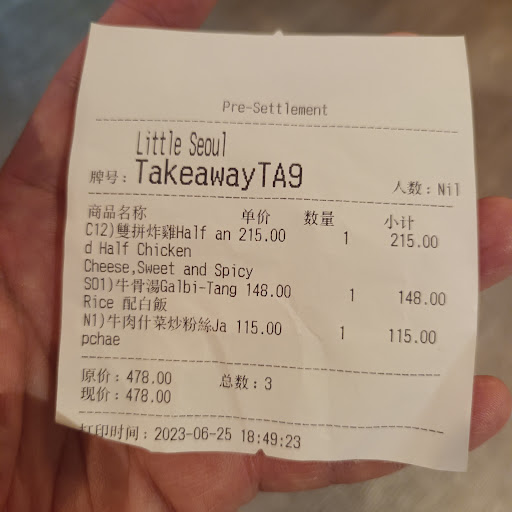 Pre-Settlement
Little Seoul
牌号：TakeawayTA9 人数：Nil
商品名称 单价 数量 小计
C12)雙拼炸雞Half an 215.00 1 215.00
d Half Chicken
Cheese,Sweet and Spicy
S01)牛骨湯Galbi-Tang 148.00 1 148.00
Rice 配白飯
N1)牛肉什菜炒粉絲Ja 115.00 1 115.00
pchae
原价：478.00 总数：3
现价：478.00
打印时间：2023-06-25 18:49:23